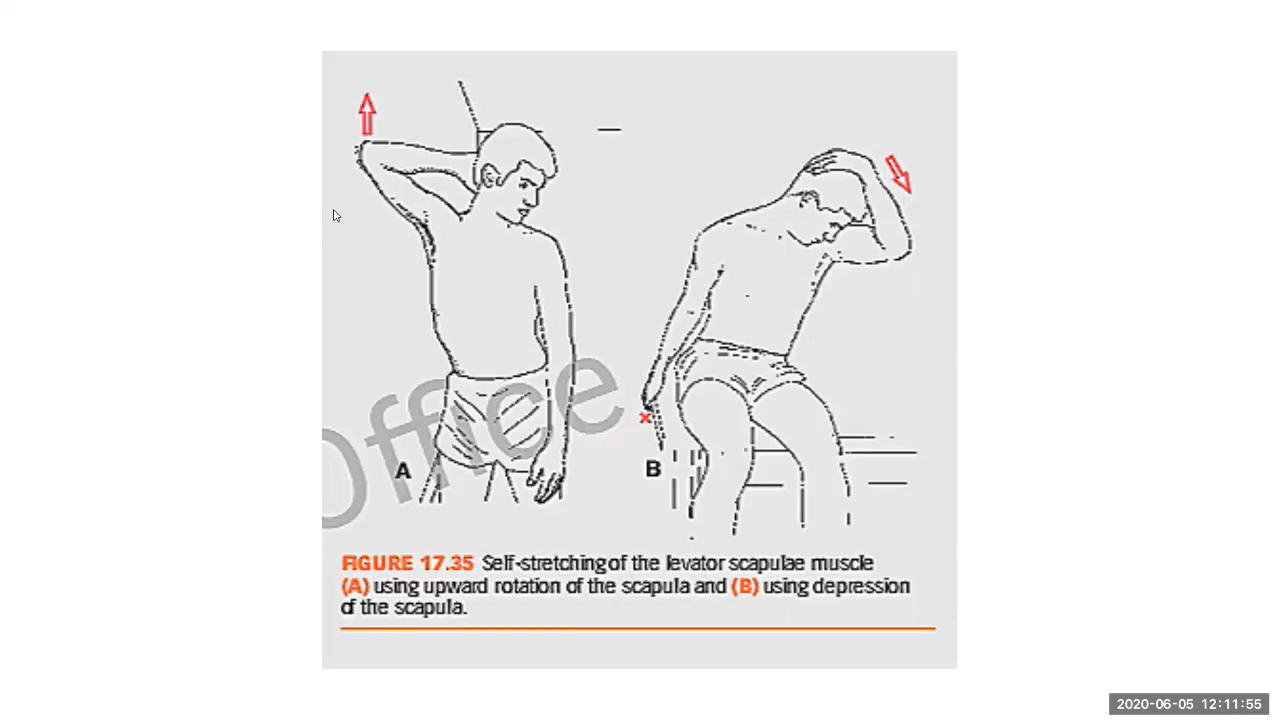 A
B
x
Office
FIGURE 17.35 Self-stretching of the levator scapulae muscle
(A) using upward rotation of the scapula and (B) using depression
of the scapula.
2020-06-05 12:11:55